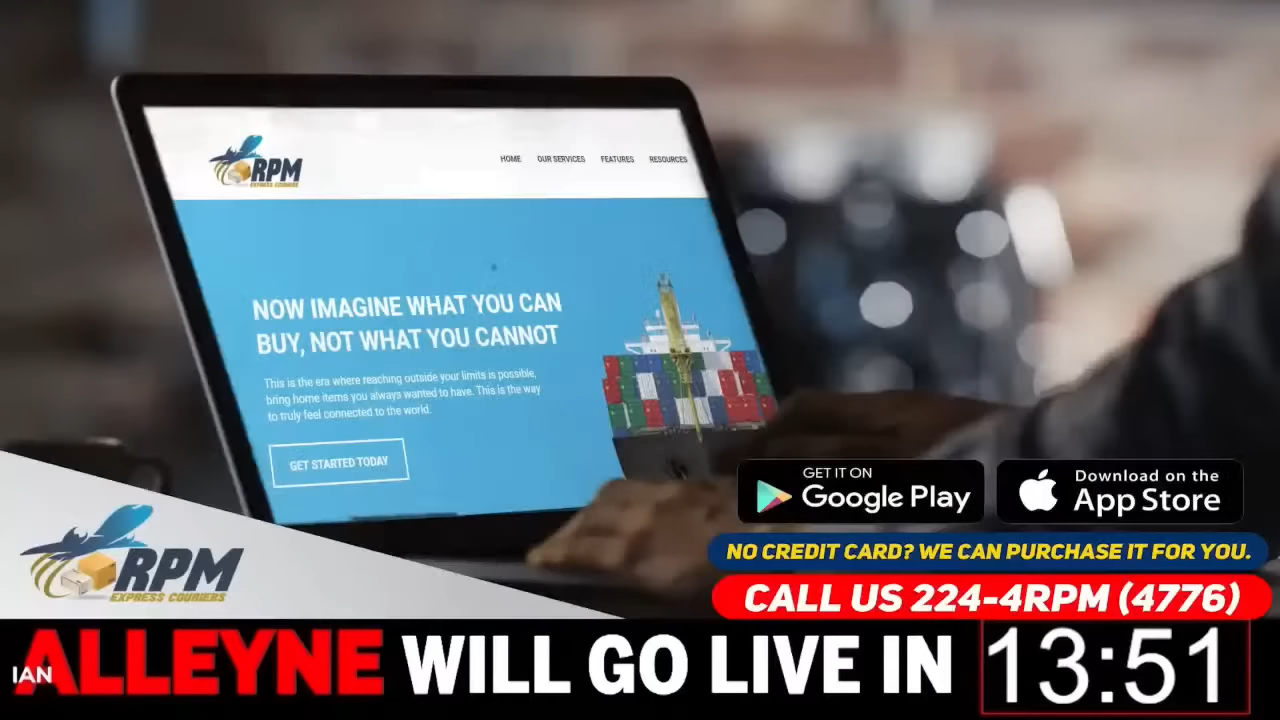 RPM
EXPRESS COURIERS
HOME OUR SERVICES FEATURES RESOURCES
NOW IMAGINE WHAT YOU CAN
BUY, NOT WHAT YOU CANNOT
This is the era where reaching outside your limits is possible,
bring home items you always wanted to have. This is the way
to truly feel connected to the world.
GET STARTED TODAY
GET IT ON
Google Play
Download on the
App Store
RPM
EXPRESS COURIERS
NO CREDIT CARD? WE CAN PURCHASE IT FOR YOU.
CALL US 224-4RPM (4776)
IAN ALLEYNE WILL GO LIVE IN 13:51